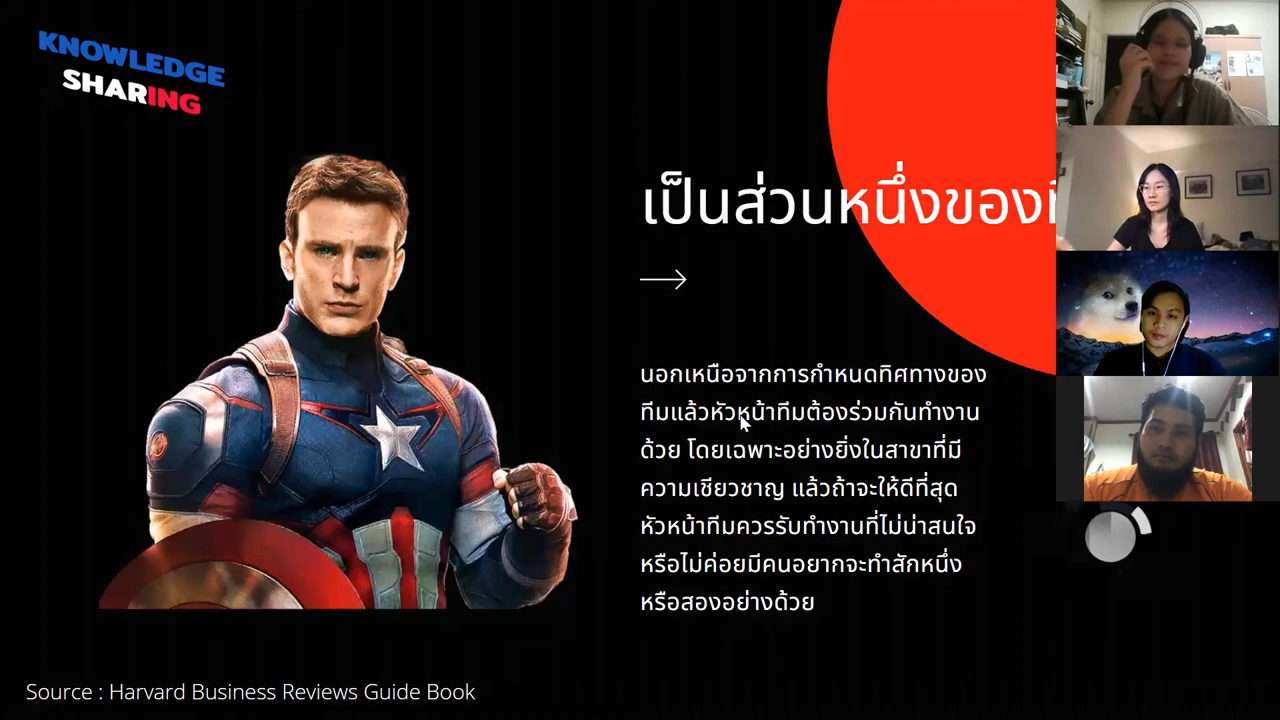 KNOWLEDGE
SHARING
เป็นส่วนหนึ่งของ
นอกเหนือจากการกำหนดทิศทางของ
ทีมแล้วหัวหน้าทีมต้องร่วมกันทำงาน
ด้วย โดยเฉพาะอย่างยิ่งในสาขาที่มี
ความเชียวชาญ แล้วถ้าจะให้ดีที่สุด
หัวหน้าทีมควรรับทำงานที่ไม่น่าสนใจ
หรือไม่ค่อยมีคนอยากจะทำสักหนึ่ง
หรือสองอย่างด้วย
Source : Harvard Business Reviews Guide Book